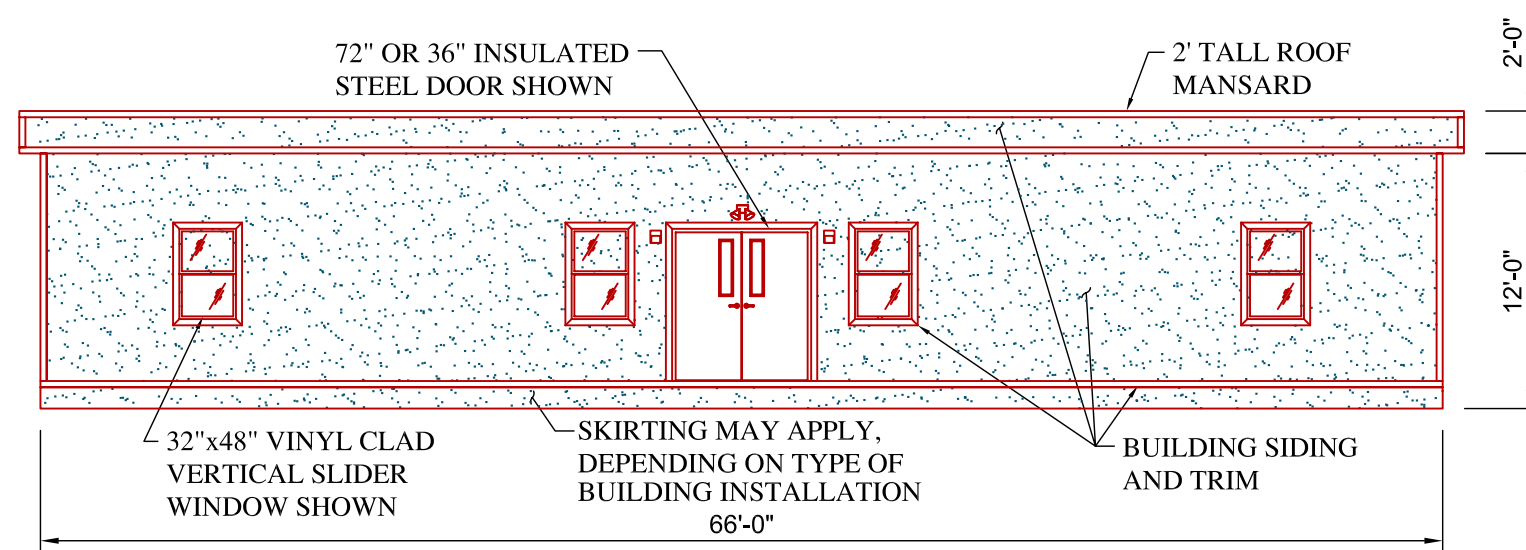 72" OR 36" INSULATED
STEEL DOOR SHOWN
2' TALL ROOF
MANSARD
2'-0"
12'-0"
32"x48" VINYL CLAD
VERTICAL SLIDER
WINDOW SHOWN
SKIRTING MAY APPLY,
DEPENDING ON TYPE OF
BUILDING INSTALLATION
BUILDING SIDING
AND TRIM
66'-0"